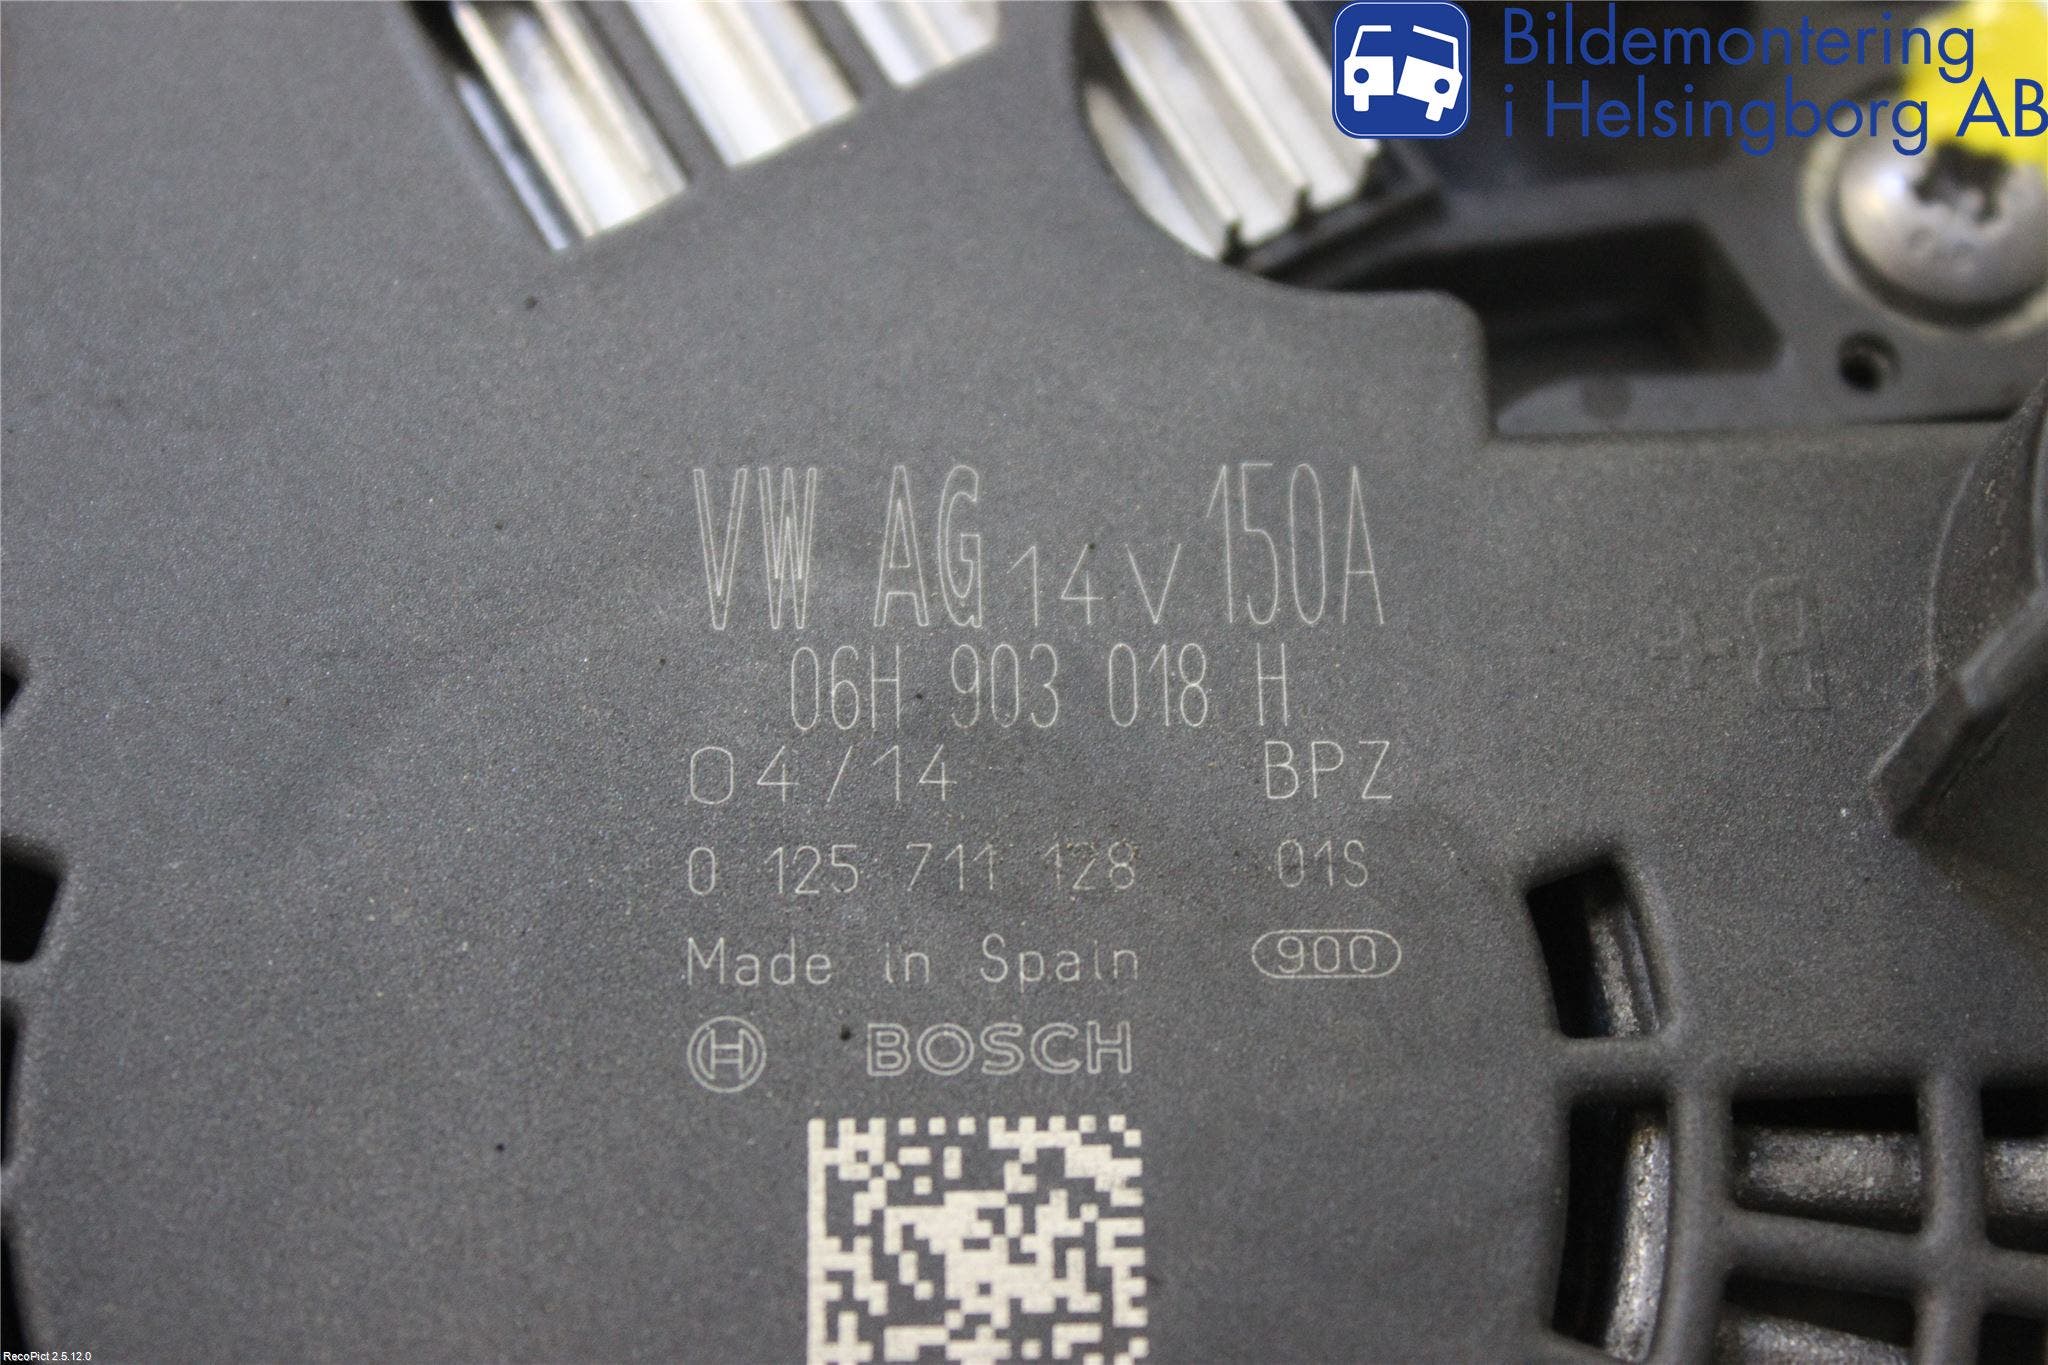 Bildemontering
i Helsingborg AB
VW AG 14V 150A
06H 903 018 H
04/14 BPZ
0 125 711 128 01S
Made in Spain 900
BOSCH
RecoPict 2.5.12.0